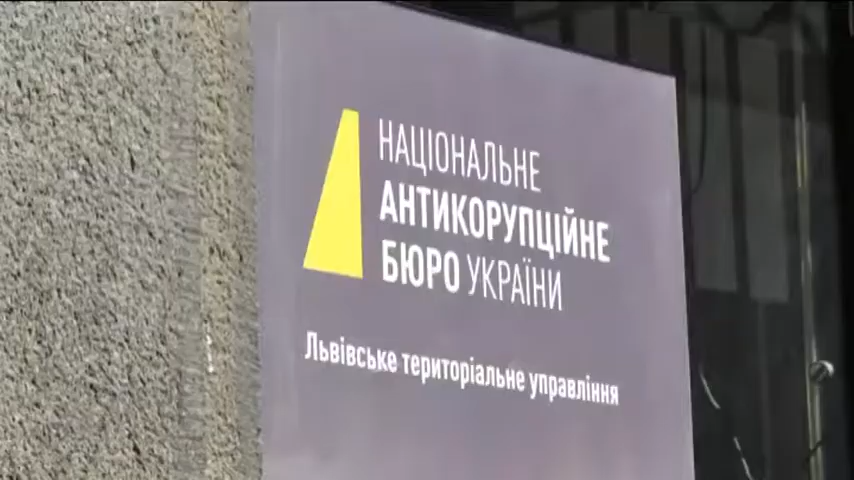 НАЦІОНАЛЬНЕ
АНТИКОРУПЦІЙНЕ
БЮРО УКРАЇНИ
Львівське територіальне управління